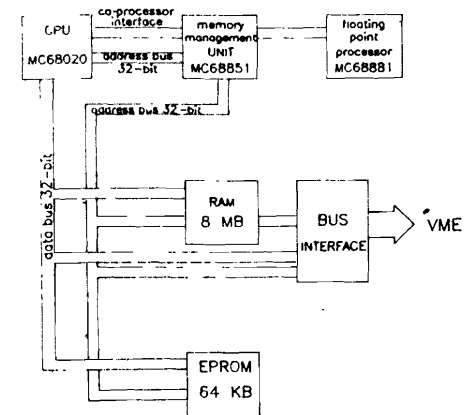 CPU
MC68020
co-processor
interface
address bus
32-bit
memory
management
UNIT
MC68851
floating
point
processor
MC68881
address bus 32-bit
data bus 32-bit
RAM
8 MB
BUS
INTERFACE
VME
EPROM
64 KB